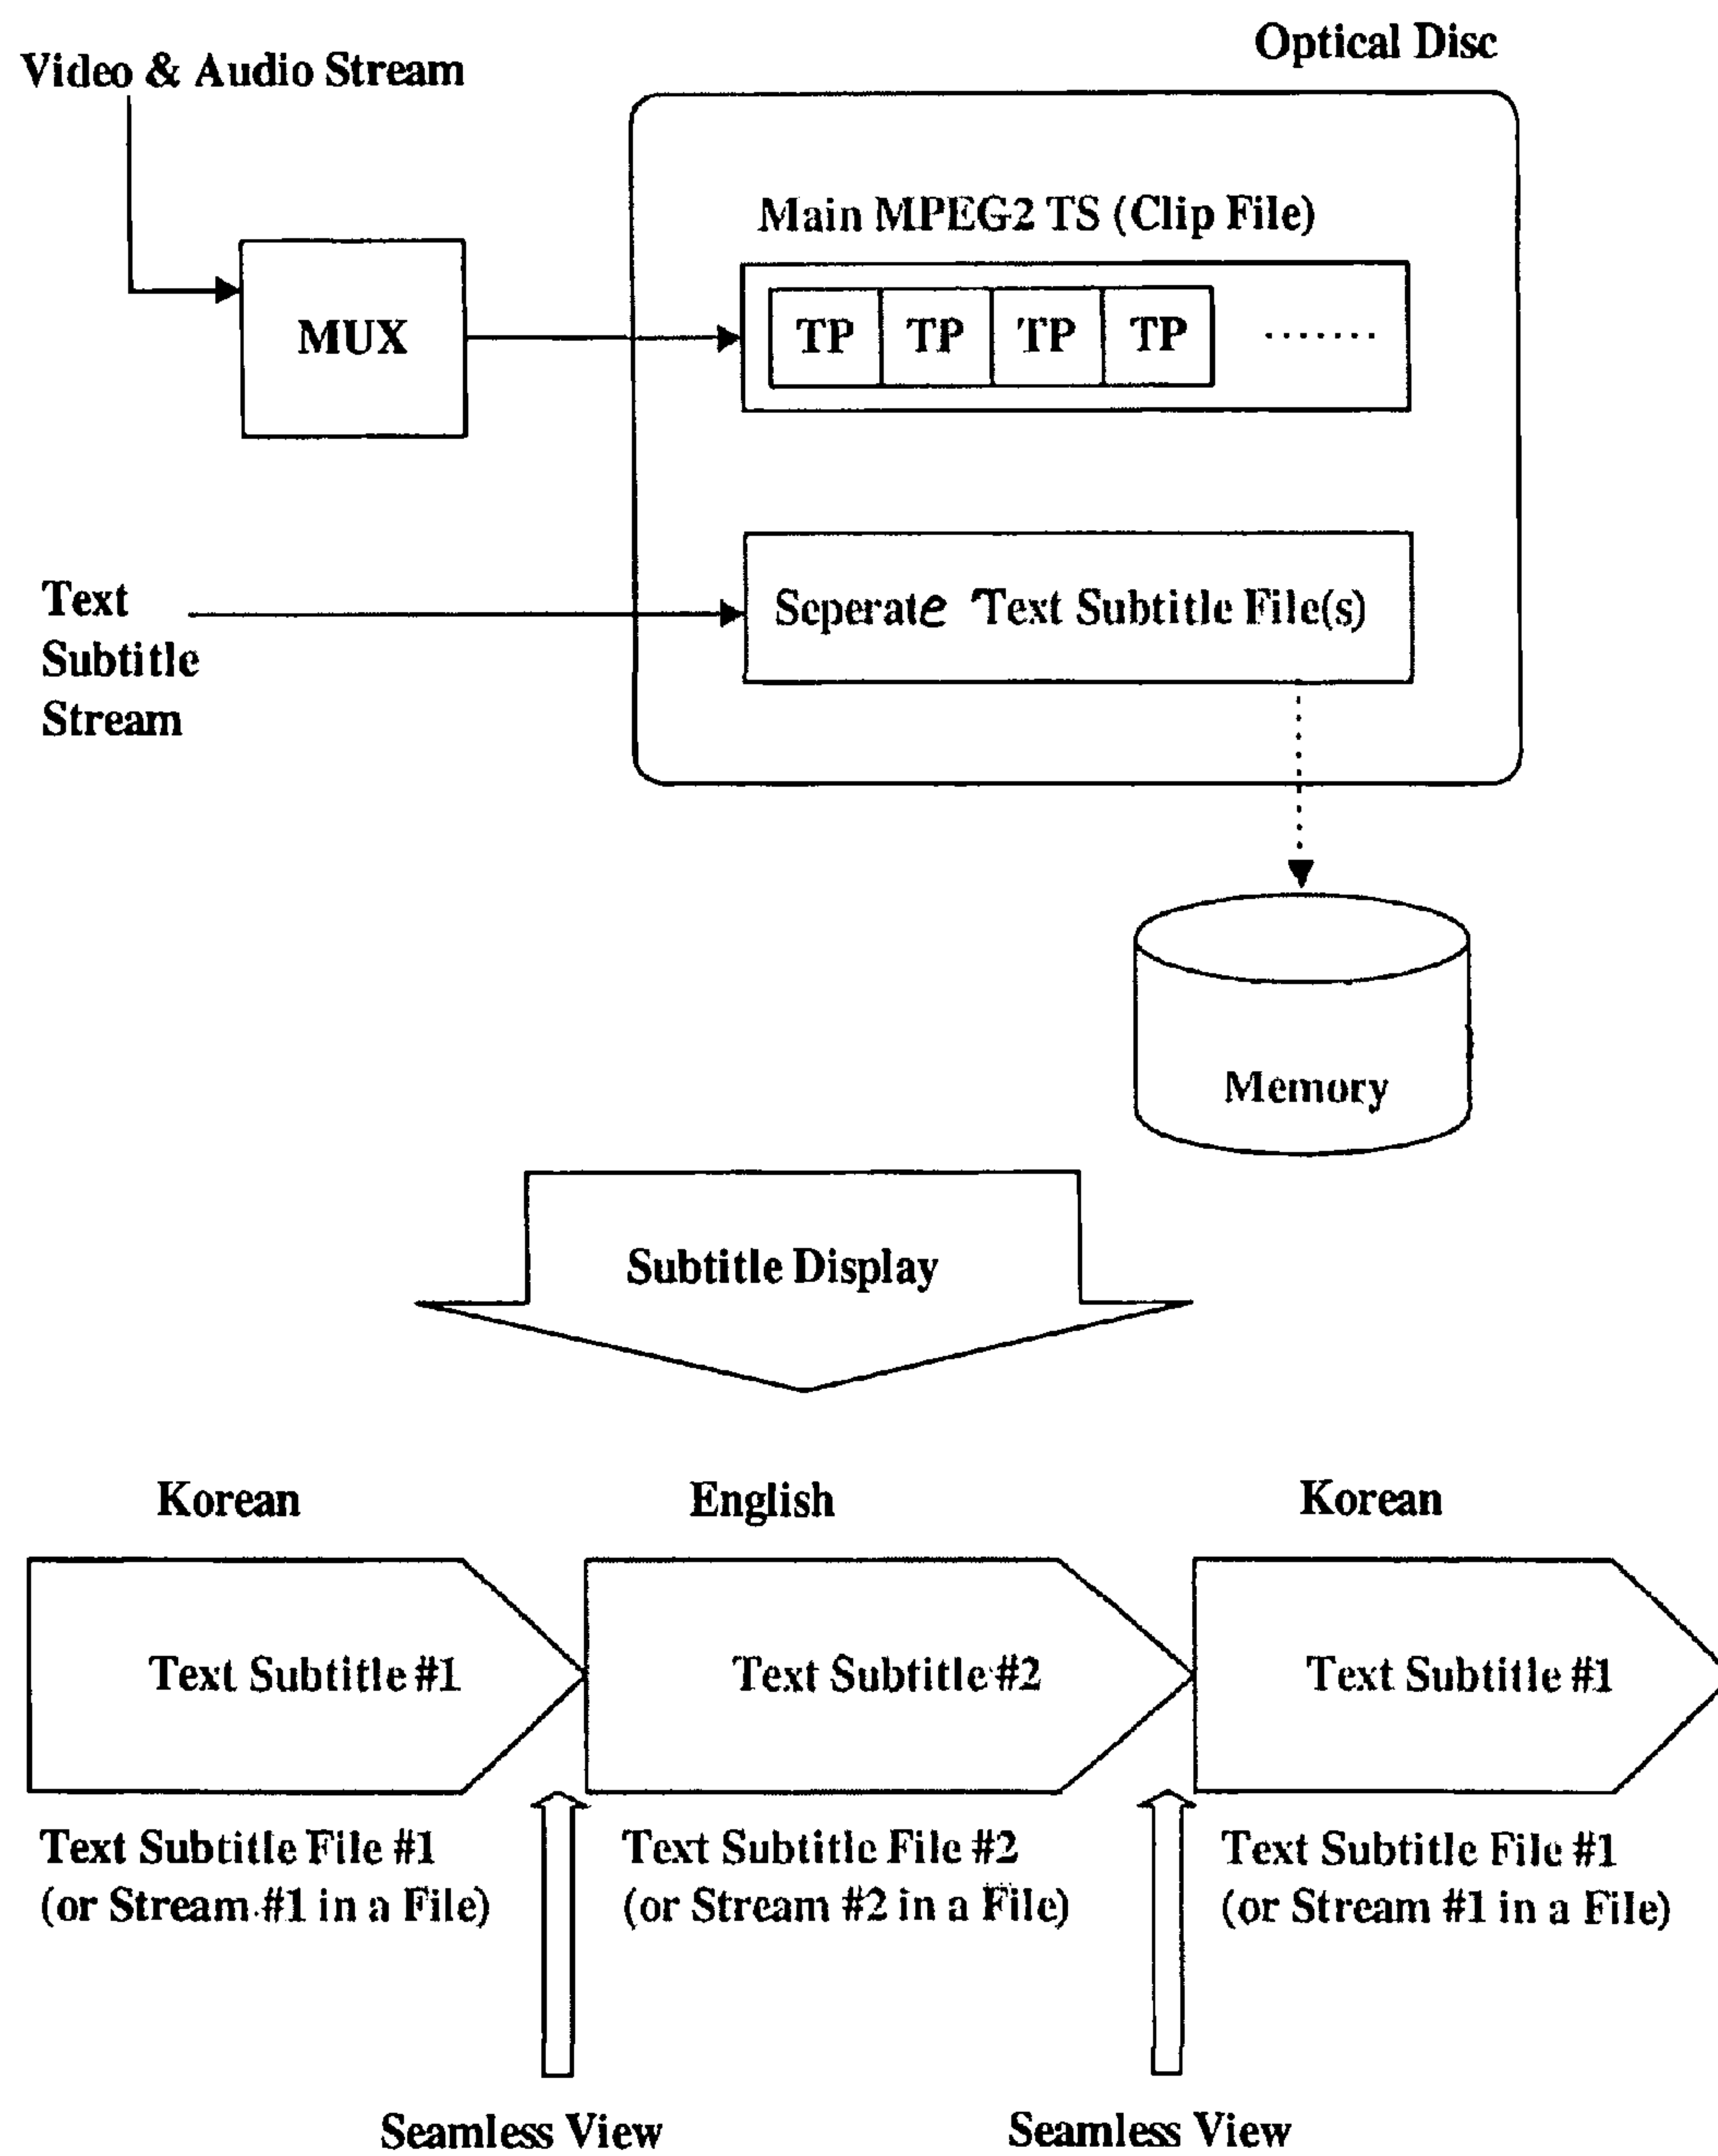 Optical Disc
Video & Audio Stream
Main MPEG2 TS (Clip File)
MUX
TP TP TP TP .......
Text
Subtitle
Stream
Seperate Text Subtitle File(s)
Memory
Subtitle Display
Korean English Korean
Text Subtitle #1 Text Subtitle #2 Text Subtitle #1
Text Subtitle File #1
(or Stream #1 in a File)
Text Subtitle File #2
(or Stream #2 in a File)
Text Subtitle File #1
(or Stream #1 in a File)
Seamless View Seamless View